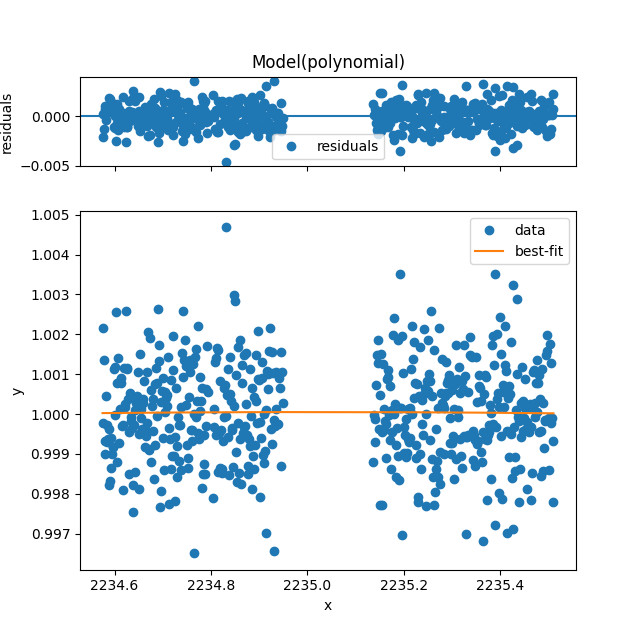 Model(polynomial)
residuals
0.000
−0.005
residuals
1.005
1.004
1.003
1.002
1.001
1.000
0.999
0.998
0.997
y
data
best-fit
2234.6 2234.8 2235.0 2235.2 2235.4
x